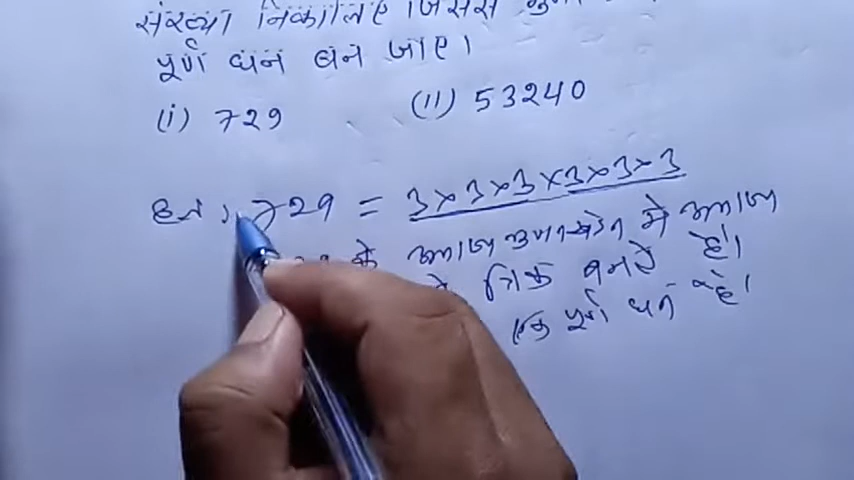 संख्या निकालिए जिससे
पूर्ण घन बन जाए।
(i) 729 (ii) 53240
हल : 729 = 3×3×3×3×3×3
के अभाज्य गुणनखंडन में अभाज्य
के त्रिक बनते हैं।
एक पूर्ण घन है।